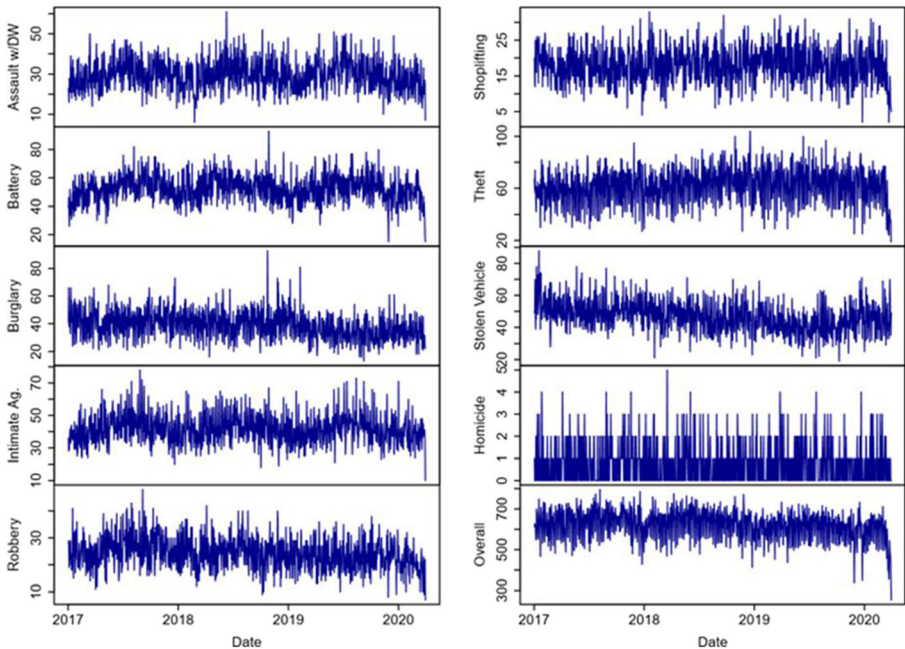 Assault w/DW
50
30
10
Battery
80
60
40
20
Burglary
80
60
40
20
Intimate Ag.
70
50
30
10
Robbery
30
10
2017 2018 2019 2020
Date
Shoplifting
25
15
5
Theft
100
60
20
Stolen Vehicle
80
60
40
20
Homicide
5
4
3
2
1
0
Overall
700
500
300
2017 2018 2019 2020
Date